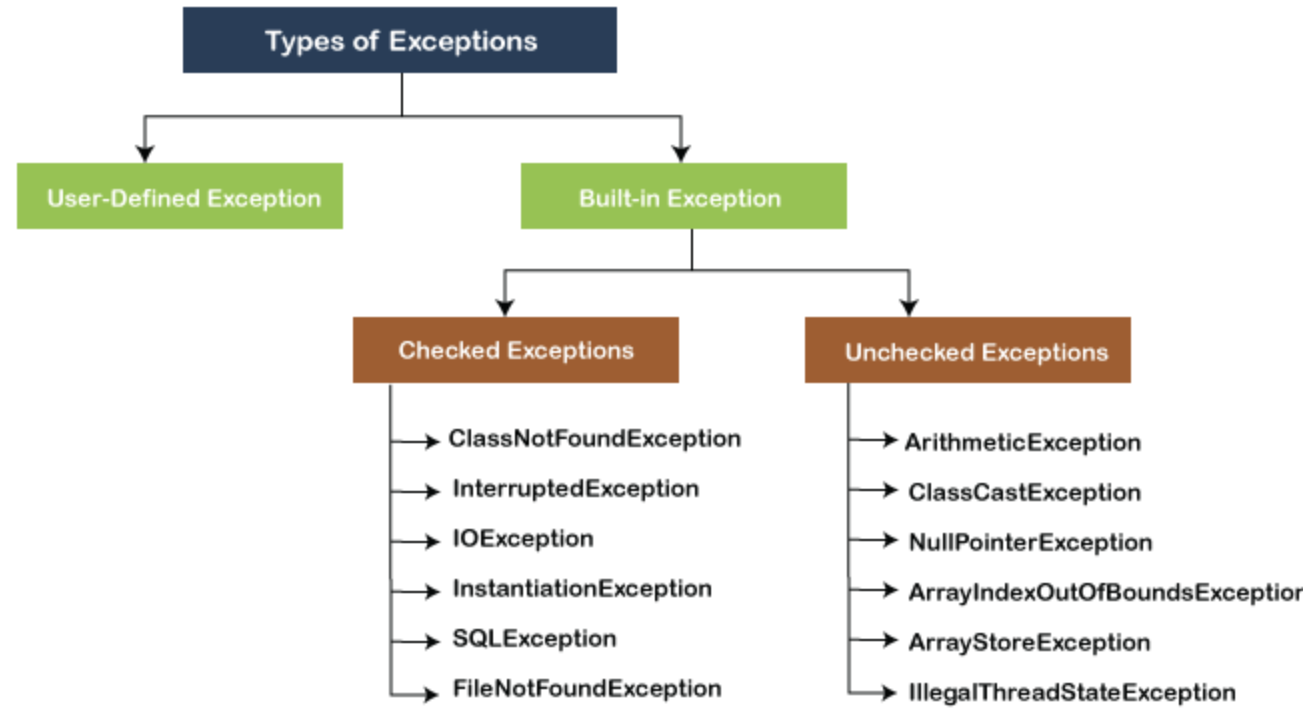 Types of Exceptions
User-Defined Exception
Built-in Exception
Checked Exceptions
Unchecked Exceptions
ClassNotFoundException
InterruptedException
IOException
InstantiationException
SQLException
FileNotFoundException
ArithmeticException
ClassCastException
NullPointerException
ArrayIndexOutOfBoundsException
ArrayStoreException
IllegalThreadStateException